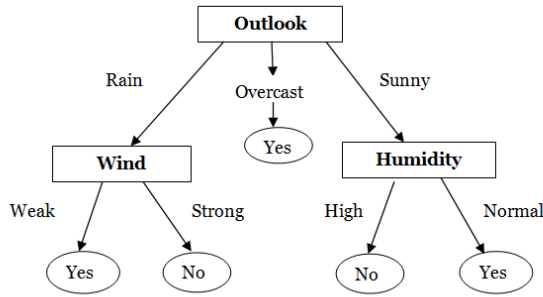 Outlook
Rain
Overcast
Sunny
Yes
Wind
Humidity
Weak
Strong
High
Normal
Yes
No
No
Yes